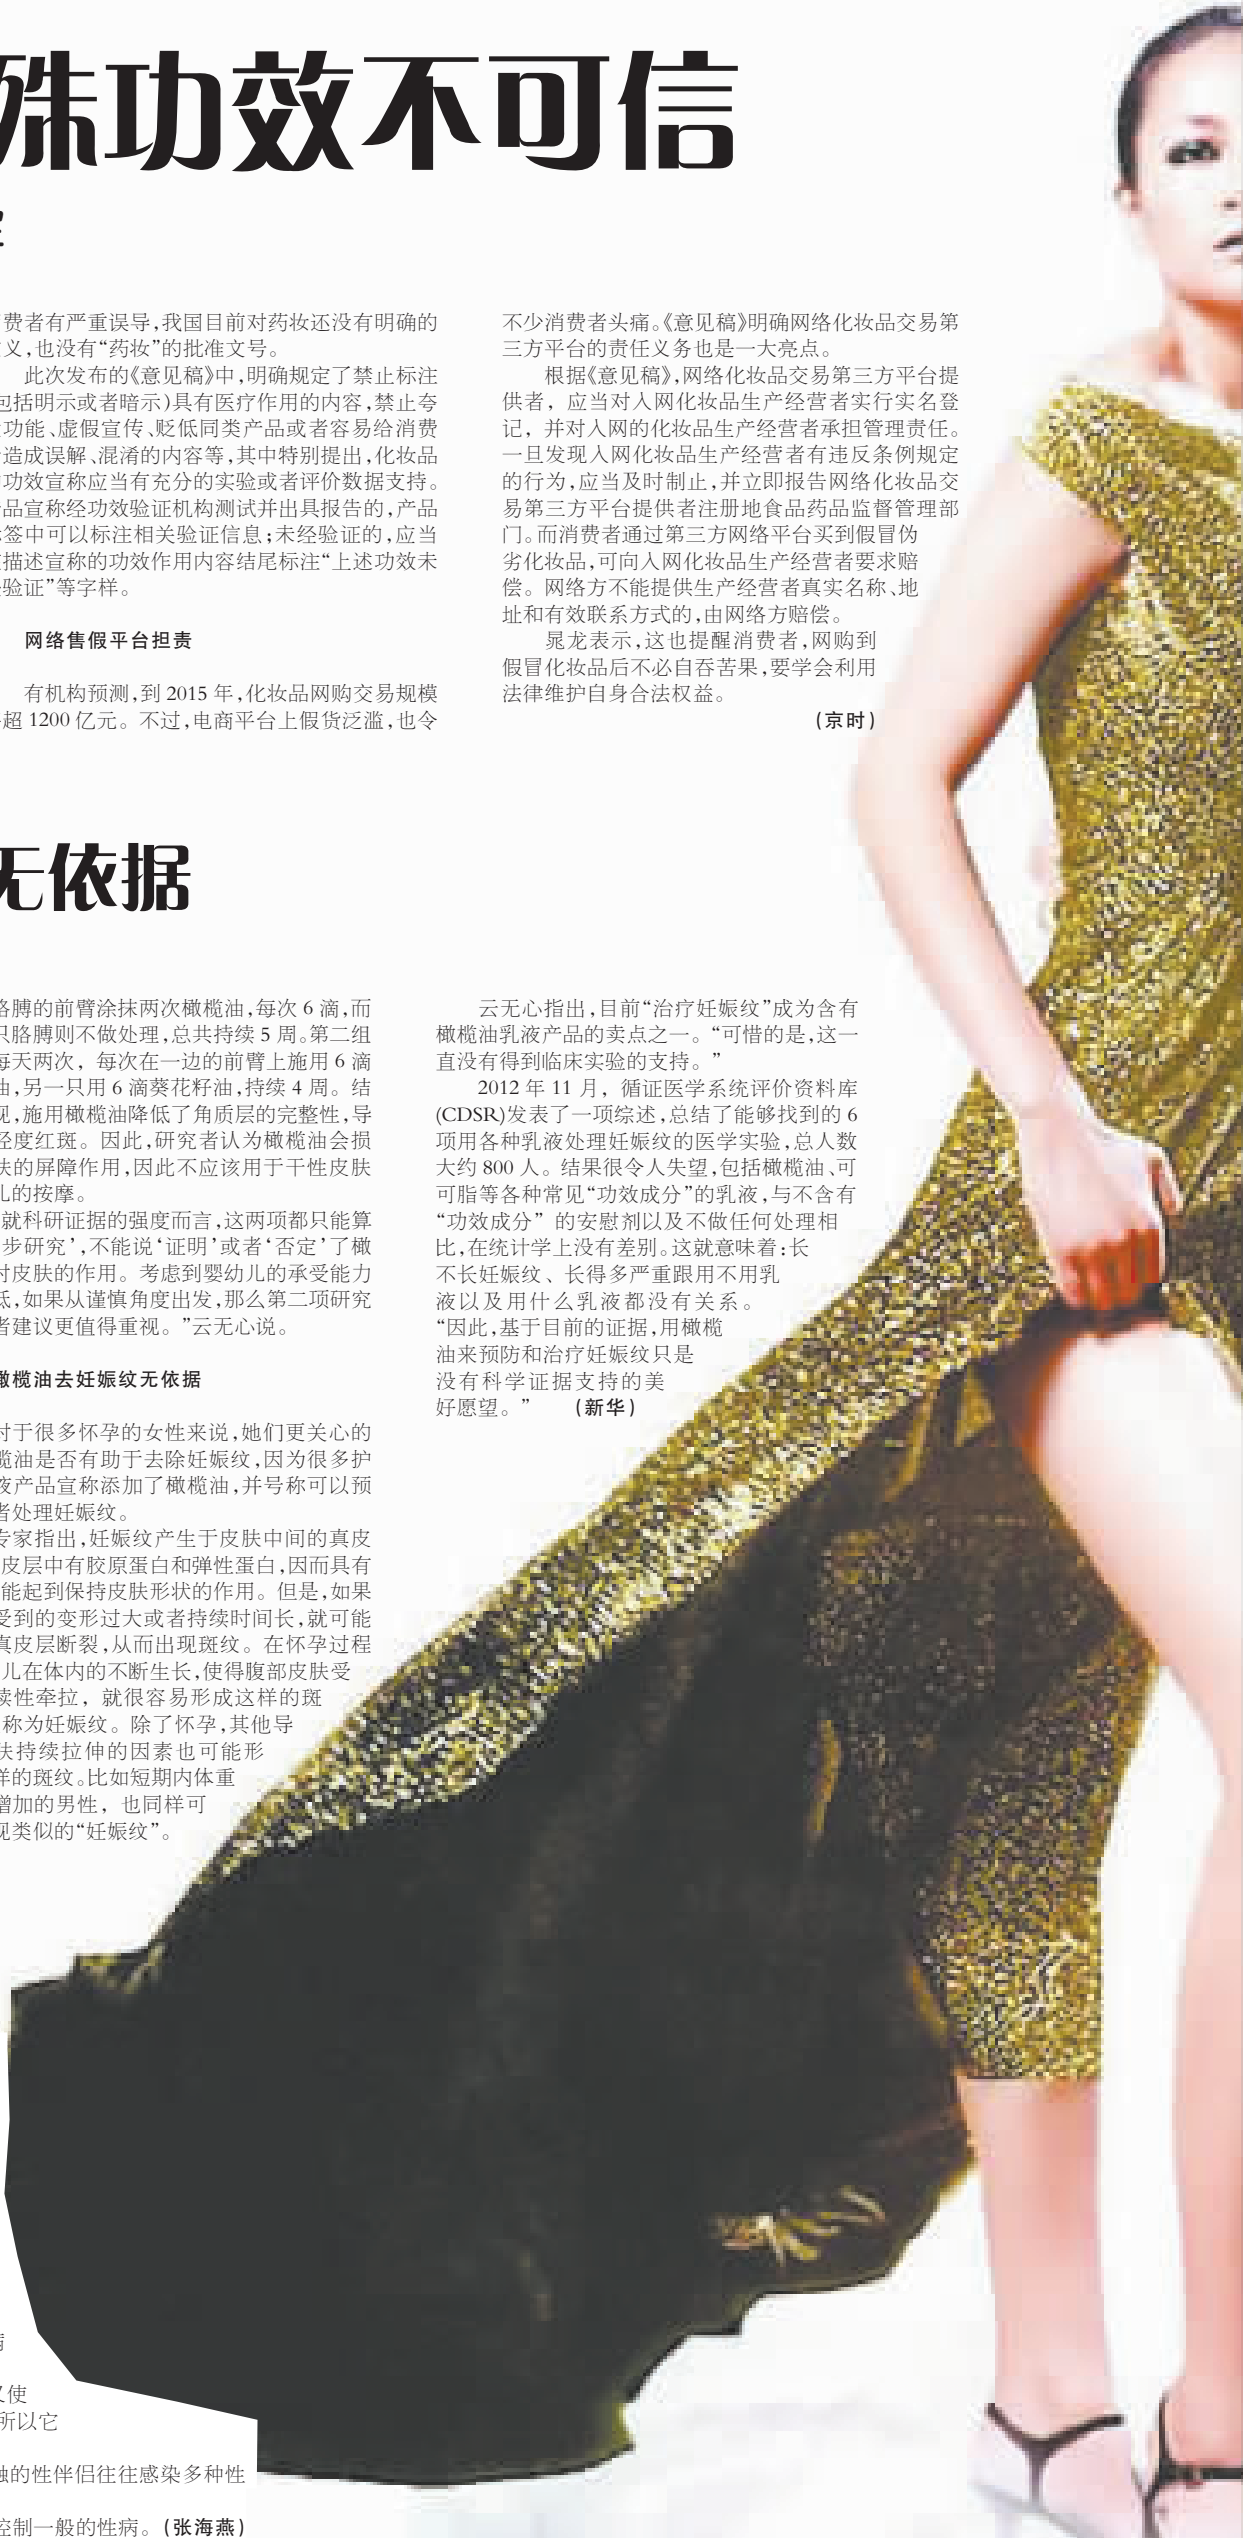 殊功效不可信
费者有严重误导,我国目前对药妆还没有明确的
义,也没有“药妆”的批准文号。
此次发布的《意见稿》中,明确规定了禁止标注
包括明示或者暗示)具有医疗作用的内容,禁止夸
功能、虚假宣传、贬低同类产品或者容易给消费
造成误解、混淆的内容等,其中特别提出,化妆品
功效宣称应当有充分的实验或者评价数据支持。
品宣称经功效验证机构测试并出具报告的,产品
签中可以标注相关验证信息;未经验证的,应当
描述宣称的功效作用内容结尾标注“上述功效未
验证”等字样。
网络售假平台担责
有机构预测,到 2015 年,化妆品网购交易规模
超 1200 亿元。不过,电商平台上假货泛滥,也令
不少消费者头痛。《意见稿》明确网络化妆品交易第
三方平台的责任义务也是一大亮点。
根据《意见稿》,网络化妆品交易第三方平台提
供者,应当对入网化妆品生产经营者实行实名登
记,并对入网的化妆品生产经营者承担管理责任。
一旦发现入网化妆品生产经营者有违反条例规定
的行为,应当及时制止,并立即报告网络化妆品交
易第三方平台提供者注册地食品药品监督管理部
门。而消费者通过第三方网络平台买到假冒伪
劣化妆品,可向入网化妆品生产经营者要求赔
偿。网络方不能提供生产经营者真实名称、地
址和有效联系方式的,由网络方赔偿。
晁龙表示,这也提醒消费者,网购到
假冒化妆品后不必自吞苦果,要学会利用
法律维护自身合法权益。
(京时)
无依据
胳膊的前臂涂抹两次橄榄油,每次 6 滴,而
只胳膊则不做处理,总共持续 5 周。第二组
每天两次,每次在一边的前臂上施用 6 滴
油,另一只用 6 滴葵花籽油,持续 4 周。结
现,施用橄榄油降低了角质层的完整性,导
轻度红斑。因此,研究者认为橄榄油会损
肤的屏障作用,因此不应该用于干性皮肤
儿的按摩。
就科研证据的强度而言,这两项都只能算
步研究’,不能说‘证明’或者‘否定’了橄
对皮肤的作用。考虑到婴幼儿的承受能力
低,如果从谨慎角度出发,那么第二项研究
者建议更值得重视。”云无心说。
橄榄油去妊娠纹无依据
对于很多怀孕的女性来说,她们更关心的
榄油是否有助于去除妊娠纹,因为很多护
液产品宣称添加了橄榄油,并号称可以预
者处理妊娠纹。
专家指出,妊娠纹产生于皮肤中间的真皮
皮层中有胶原蛋白和弹性蛋白,因而具有
能起到保持皮肤形状的作用。但是,如果
受到的变形过大或者持续时间长,就可能
真皮层断裂,从而出现斑纹。在怀孕过程
儿在体内的不断生长,使得腹部皮肤受
续性牵拉,就很容易形成这样的斑
称为妊娠纹。除了怀孕,其他导
肤持续拉伸的因素也可能形
样的斑纹。比如短期内体重
增加的男性,也同样可
现类似的“妊娠纹”。
云无心指出,目前“治疗妊娠纹”成为含有
橄榄油乳液产品的卖点之一。“可惜的是,这一
直没有得到临床实验的支持。”
2012 年 11 月,循证医学系统评价资料库
(CDSR)发表了一项综述,总结了能够找到的 6
项用各种乳液处理妊娠纹的医学实验,总人数
大约 800 人。结果很令人失望,包括橄榄油、可
可脂等各种常见“功效成分”的乳液,与不含有
“功效成分”的安慰剂以及不做任何处理相
比,在统计学上没有差别。这就意味着:长
不长妊娠纹、长得多严重跟用不用乳
液以及用什么乳液都没有关系。
“因此,基于目前的证据,用橄榄
油来预防和治疗妊娠纹只是
没有科学证据支持的美
好愿望。” (新华)
使
所以它
触的性伴侣往往感染多种性
控制一般的性病。(张海燕)